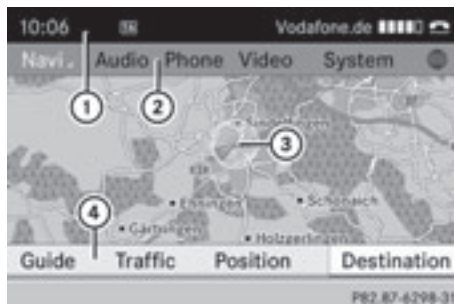 10:06 Vodafone.de
Navi Audio Phone Video System
1
2
3
4
Ehningen
Schönaich
Gärtringen
Holzgerlingen
Guide Traffic Position Destination
P82.87-6298-31